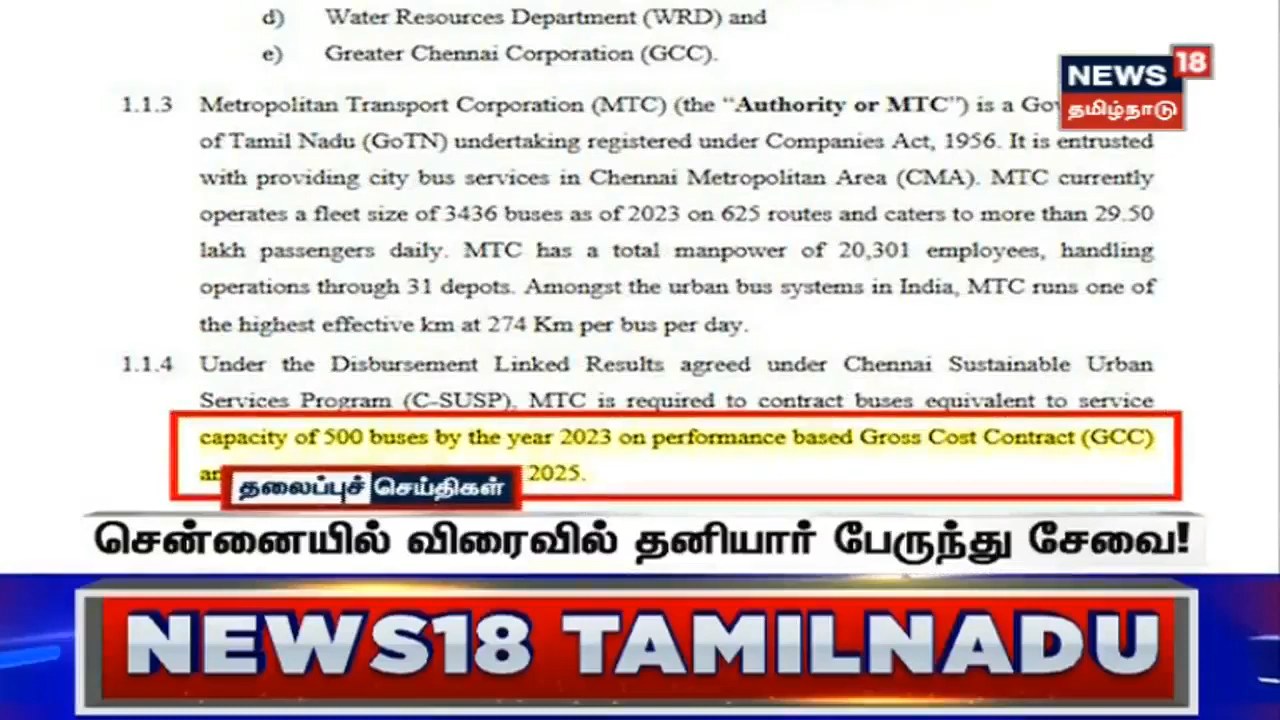 d) Water Resources Department (WRD) and
e) Greater Chennai Corporation (GCC).
NEWS 18
தமிழ்நாடு
1.1.3 Metropolitan Transport Corporation (MTC) (the “Authority or MTC”) is a
of Tamil Nadu (GoTN) undertaking registered under Companies Act, 1956. It is entrusted
with providing city bus services in Chennai Metropolitan Area (CMA). MTC currently
operates a fleet size of 3436 buses as of 2023 on 625 routes and caters to more than 29.50
lakh passengers daily. MTC has a total manpower of 20,301 employees, handling
operations through 31 depots. Amongst the urban bus systems in India, MTC runs one of
the highest effective km at 274 Km per bus per day.
1.1.4 Under the Disbursement Linked Results agreed under Chennai Sustainable Urban
Services Program (C-SUSP), MTC is required to contract buses equivalent to service
capacity of 500 buses by the year 2023 on performance based Gross Cost Contract (GCC)
2025.
தலைப்புச் செய்திகள்
சென்னையில் விரைவில் தனியார் பேருந்து சேவை!
NEWS18 TAMILNADU